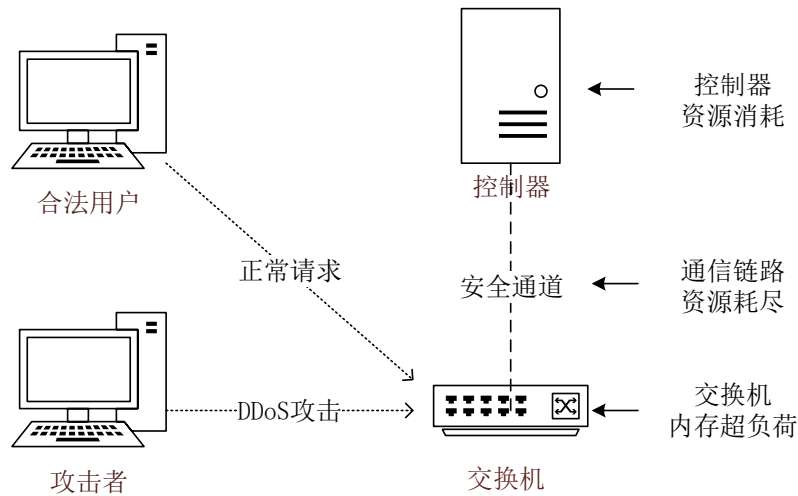 控制器
资源消耗
控制器
合法用户
正常请求
安全通道
通信链路
资源耗尽
DDoS攻击
交换机
内存超负荷
攻击者
交换机